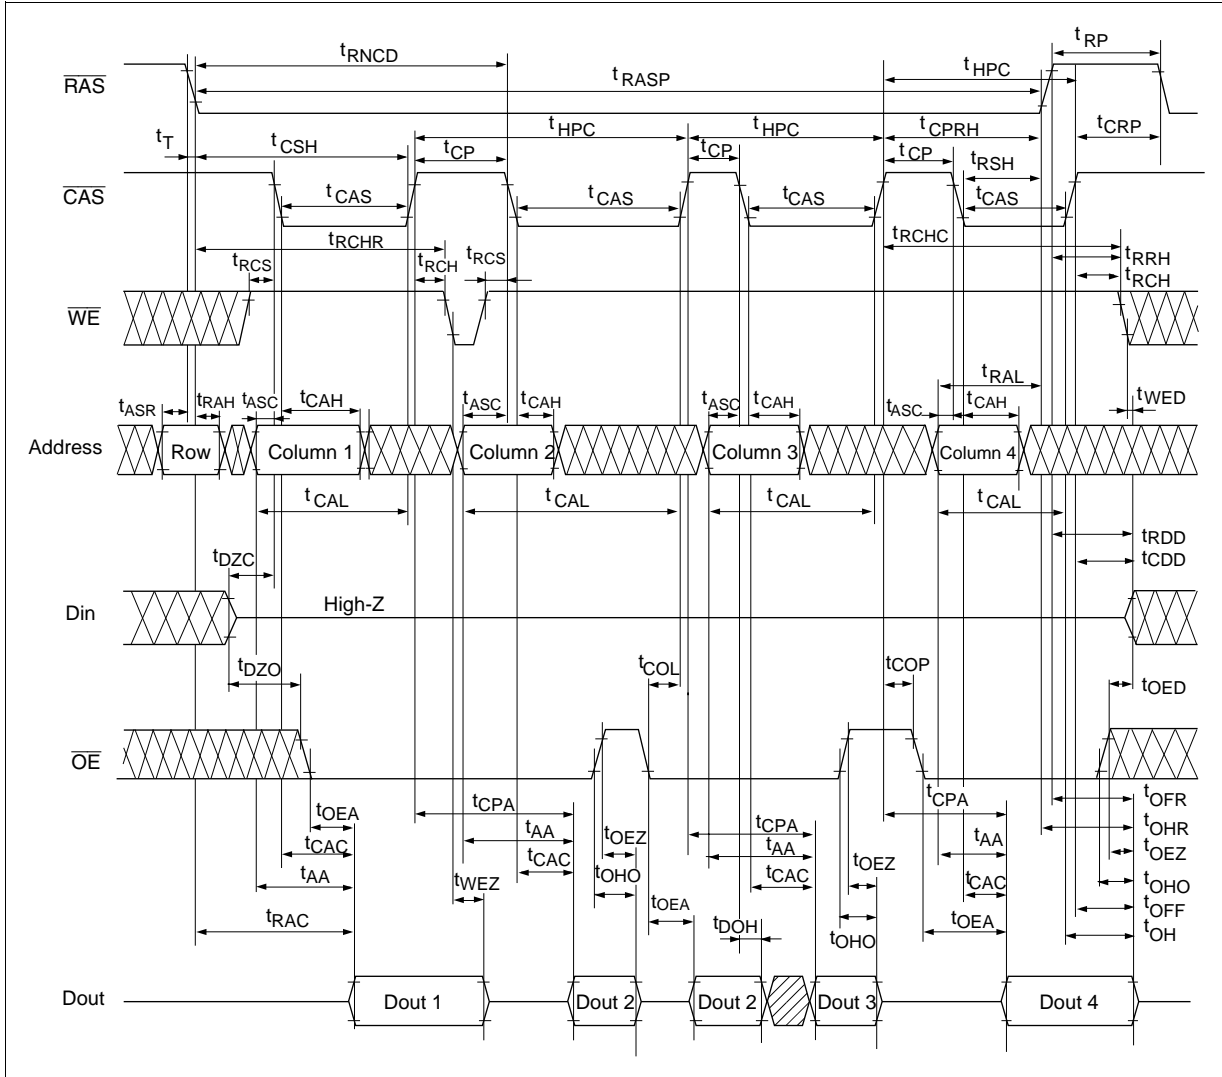 tRP
tRNCD
tHPC
RAS
tRASP
tHPC tHPC tCPRH tCRP
tT tCSH
tCP tCP tCP tRSH
CAS
tCAS tCAS tCAS tCAS
tRCHR tRCHC
tRCS tRCH tRCS tRRH
tRCH
WE
tRAL
tWED
tASR tRAH tASC tCAH tASC tCAH tASC tCAH tASC tCAH
Address Row Column 1 Column 2 Column 3 Column 4
tCAL tCAL tCAL tCAL
tRDD
tDZC tCDD
Din High-Z
tDZO tCOL tCOP tOED
OE
tOEA tCPA tCPA tCPA tOFR
tCAC tAA tOEZ tAA tOEZ tAA tOHR
tAA tWEZ tCAC tOHO tCAC tCAC tOEZ
tRAC tOEA tDOH tOHO tOEA tOHO
tOFF
tOH
Dout Dout 1 Dout 2 Dout 2 Dout 3 Dout 4